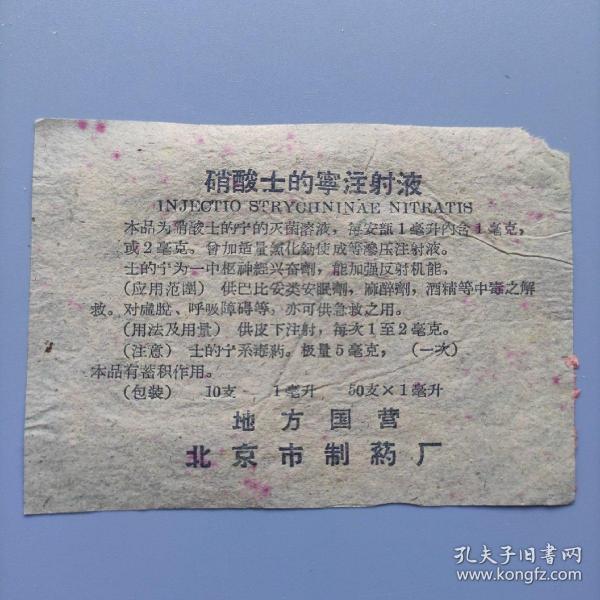 硝酸士的寧注射液
INJECTIO STRYCHNINAE NITRATIS
本品为硝酸士的宁的灭菌溶液，每安瓿1毫升內含1毫克，
或2毫克。曾加适量氯化鈉使成等滲压注射液。
士的宁为一中枢神經兴奋劑，能加强反射机能。
(应用范圍) 供巴比妥类安眠劑，麻醉劑，酒精等中毒之解
救。对虛脫、呼吸障碍等，亦可供急救之用。
(用法及用量) 供皮下注射，每次1至2毫克。
(注意) 士的宁系毒药。极量5毫克，(一次)
本品有蓄积作用。
(包装) 10支—1毫升 50支×1毫升
地方国营
北京市制药厂
孔夫子旧书网
www.kongfz.com